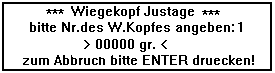 *** Wiegekopf Justage ***
bitte Nr.des W.Kopfes angeben:1
> 00000 gr. <
zum Abbruch bitte ENTER druecken!